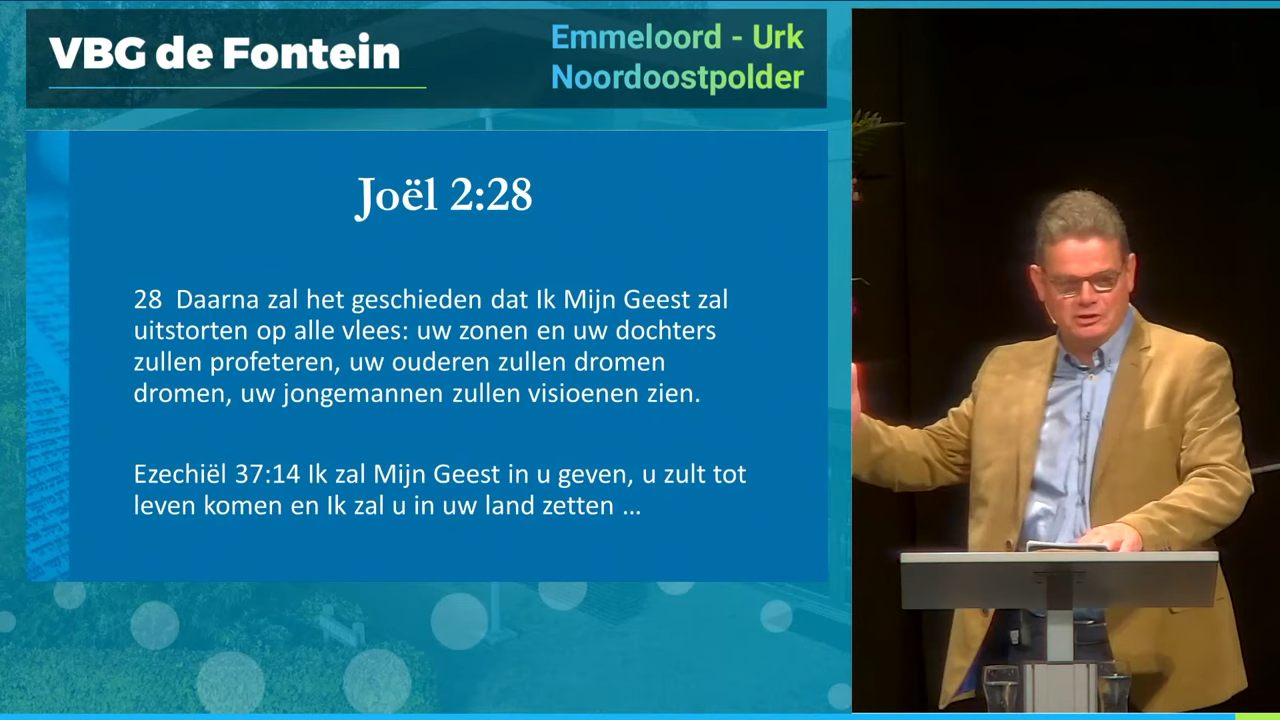 VBG de Fontein
Emmeloord - Urk
Noordoostpolder
Joël 2:28
28 Daarna zal het geschieden dat Ik Mijn Geest zal
uitstorten op alle vlees: uw zonen en uw dochters
zullen profeteren, uw ouderen zullen dromen
dromen, uw jongemannen zullen visioenen zien.
Ezechiël 37:14 Ik zal Mijn Geest in u geven, u zult tot
leven komen en Ik zal u in uw land zetten ...